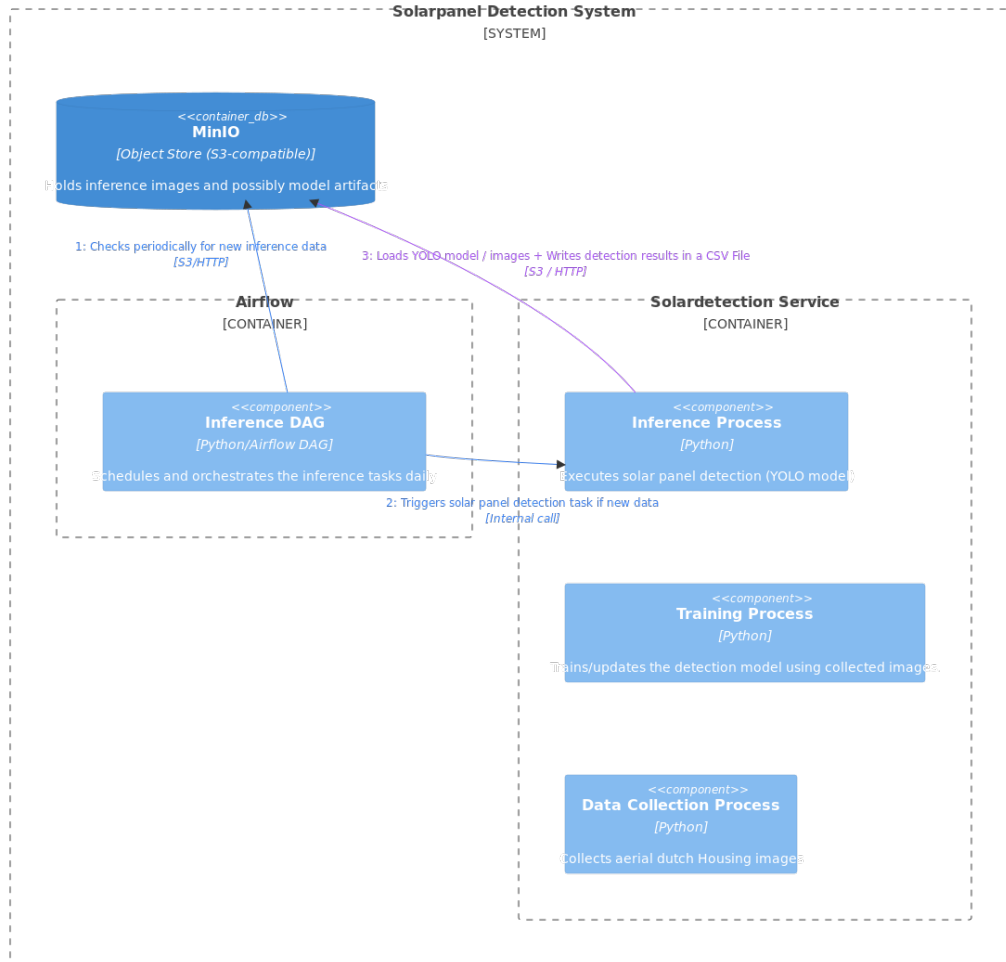 Solarpanel Detection System
[SYSTEM]
<<container_db>>
MinIO
[Object Store (S3-compatible)]
Holds inference images and possibly model artifacts
1: Checks periodically for new inference data
[S3/HTTP]
3: Loads YOLO model / images + Writes detection results in a CSV File
[S3 / HTTP]
Airflow
[CONTAINER]
Solardetection Service
[CONTAINER]
<<component>>
Inference DAG
[Python/Airflow DAG]
Schedules and orchestrates the inference tasks daily
<<component>>
Inference Process
[Python]
Executes solar panel detection (YOLO model)
2: Triggers solar panel detection task if new data
[Internal call]
<<component>>
Training Process
[Python]
Trains/updates the detection model using collected images.
<<component>>
Data Collection Process
[Python]
Collects aerial dutch Housing images